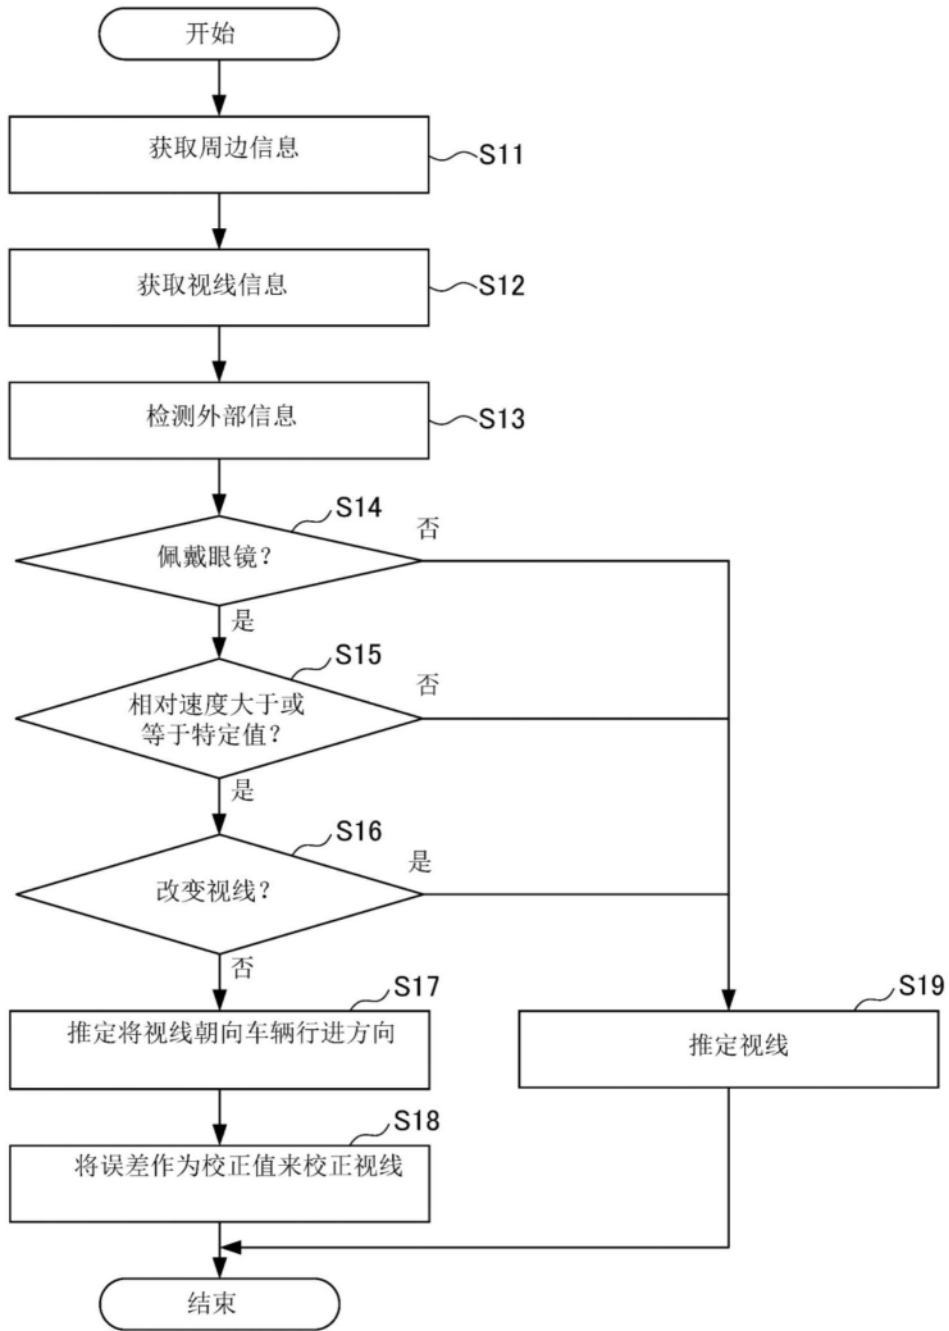 开始
获取周边信息
S11
获取视线信息
S12
检测外部信息
S13
S14
佩戴眼镜？
否
是
S15
相对速度大于或
等于特定值？
否
是
S16
改变视线？
是
否
S17
推定将视线朝向车辆行进方向
S19
推定视线
S18
将误差作为校正值来校正视线
结束